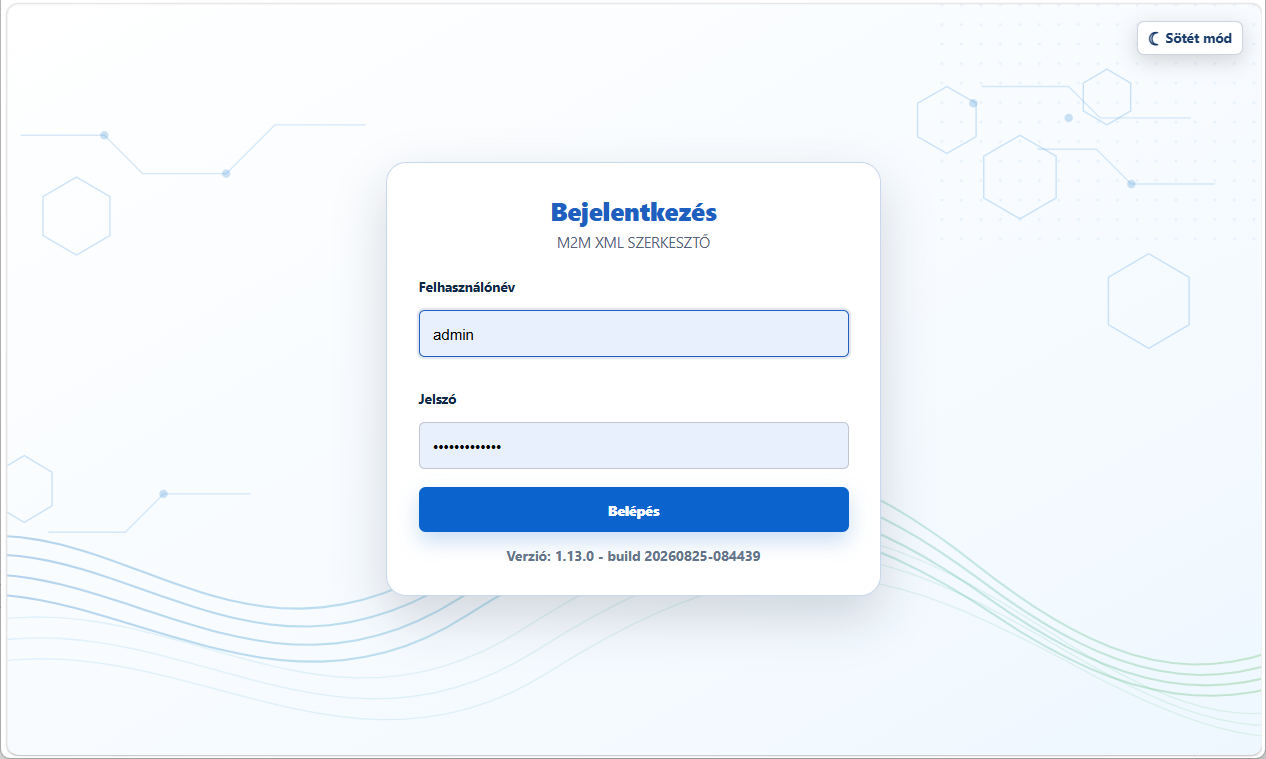 Sötét mód
Bejelentkezés
M2M XML SZERKESZTŐ
Felhasználónév
admin
Jelszó
•••••••••••••
Belépés
Verzió: 1.13.0 - build 20260825-084439